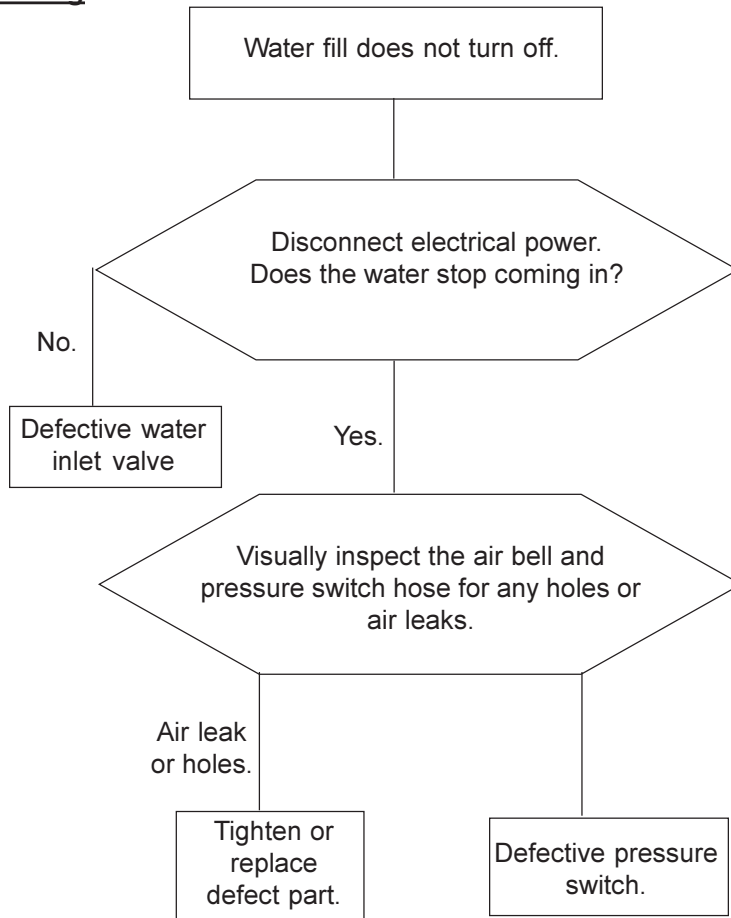 Water fill does not turn off.
Disconnect electrical power.
Does the water stop coming in?
No.
Defective water
inlet valve
Yes.
Visually inspect the air bell and
pressure switch hose for any holes or
air leaks.
Air leak
or holes.
Tighten or
replace
defect part.
Defective pressure
switch.